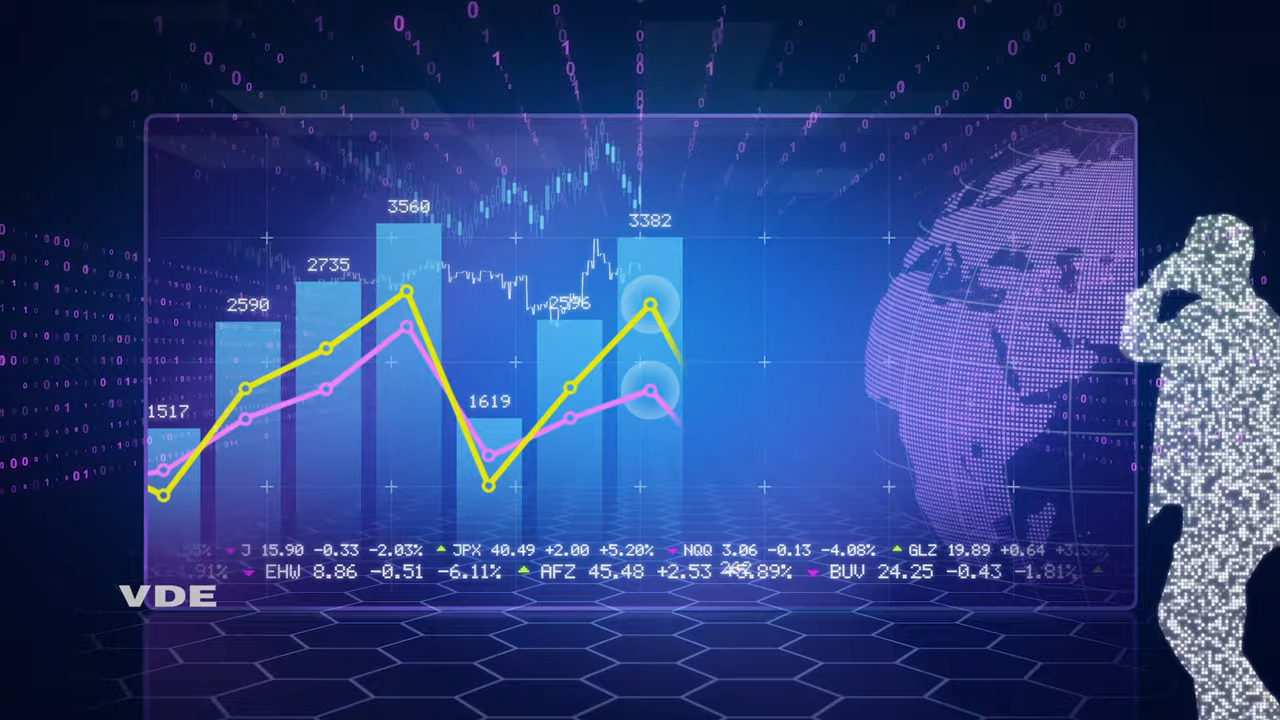 3560
3382
2735
2590
2596
1619
1517
J 15.90 -0.33 -2.03% JPX 40.49 +2.00 +5.20% NQQ 3.06 -0.13 -4.08% GLZ 19.89 +0.64
EHW 8.86 -0.51 -6.11% AFZ 45.48 +2.53 BUV 24.25 -0.43 -1.81%
VDE